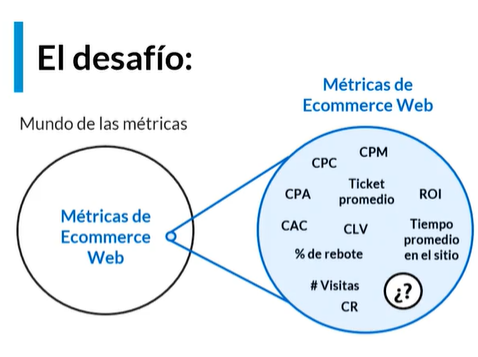 El desafío:
Mundo de las métricas
Métricas de
Ecommerce
Web
Métricas de
Ecommerce Web
CPC
CPM
CPA
Ticket
promedio
ROI
CAC
CLV
Tiempo
promedio
en el sitio
% de rebote
# Visitas
CR
¿?